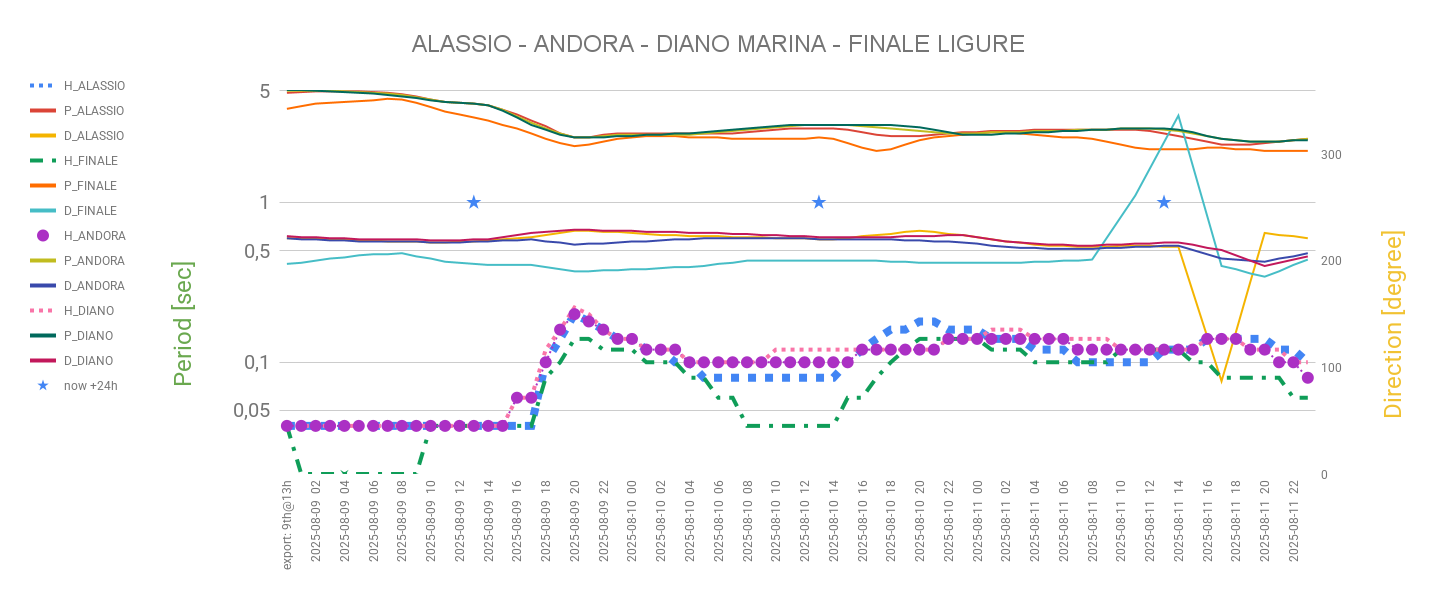 ALASSIO - ANDORA - DIANO MARINA - FINALE LIGURE
H_ALASSIO
P_ALASSIO
D_ALASSIO
H_FINALE
P_FINALE
D_FINALE
H_ANDORA
P_ANDORA
D_ANDORA
H_DIANO
P_DIANO
D_DIANO
now +24h
Period [sec]
5
1
0,5
0,1
0,05
300
200
100
0
Direction [degree]
export: 9th@13h
2025-08-09 02
2025-08-09 04
2025-08-09 06
2025-08-09 08
2025-08-09 10
2025-08-09 12
2025-08-09 14
2025-08-09 16
2025-08-09 18
2025-08-09 20
2025-08-09 22
2025-08-10 00
2025-08-10 02
2025-08-10 04
2025-08-10 06
2025-08-10 08
2025-08-10 10
2025-08-10 12
2025-08-10 14
2025-08-10 16
2025-08-10 18
2025-08-10 20
2025-08-10 22
2025-08-11 00
2025-08-11 02
2025-08-11 04
2025-08-11 06
2025-08-11 08
2025-08-11 10
2025-08-11 12
2025-08-11 14
2025-08-11 16
2025-08-11 18
2025-08-11 20
2025-08-11 22